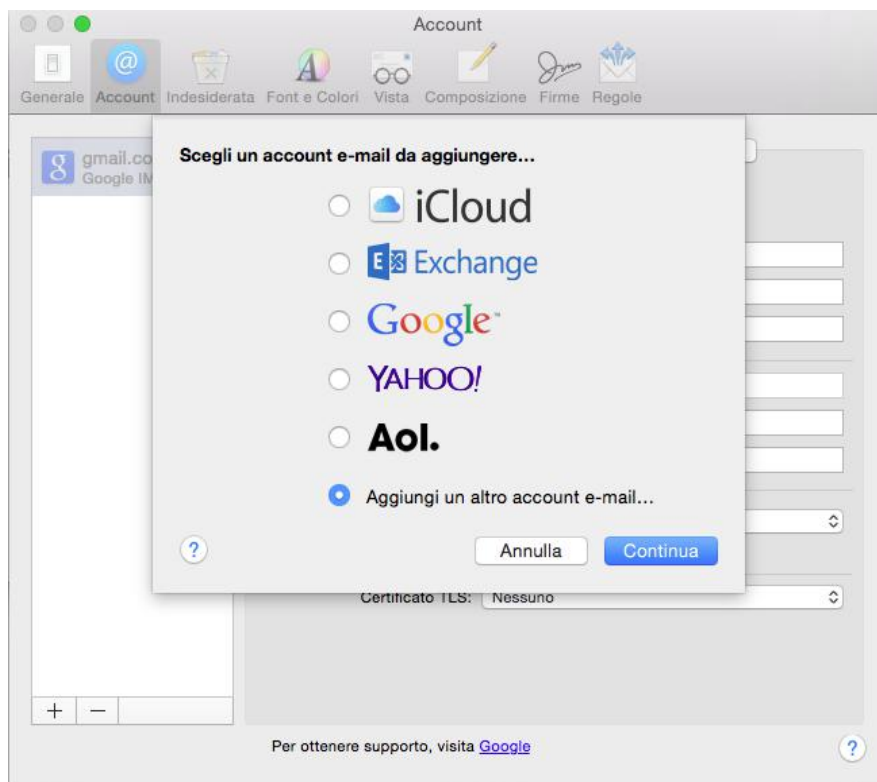 Account
Generale Account Indesiderata Font e Colori Vista Composizione Firme Regole
gmail.co
Google IM
Scegli un account e-mail da aggiungere...
iCloud
Exchange
Google™
YAHOO!
Aol.
Aggiungi un altro account e-mail...
Annulla Continua
Certificato TLS: Nessuno
Per ottenere supporto, visita Google